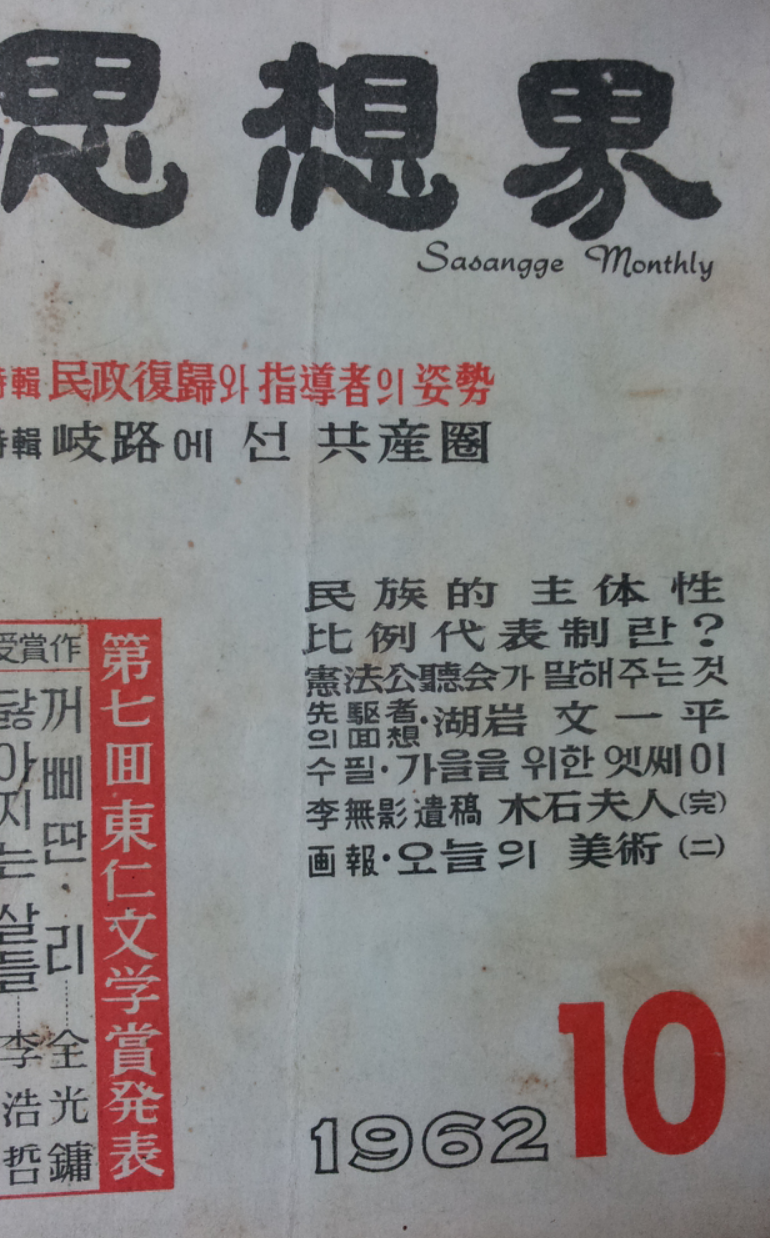 思想界
Sasangge Monthly
特輯 民政復歸와 指導者의 姿勢
特輯 岐路에 선 共産圈
民族的 主体性
比例代表制란?
憲法公聽会가 말해주는것
先駆者의 面想·湖岩 文一平
수필·가을을 위한 엣쎄이
李無影遺稿 木石夫人(完)
画報·오늘의 美術 (二)
第七回東仁文学賞発表
受賞作
꺼삐딴·리……全光鏞
닳아지는 살들……李浩哲
1962 10